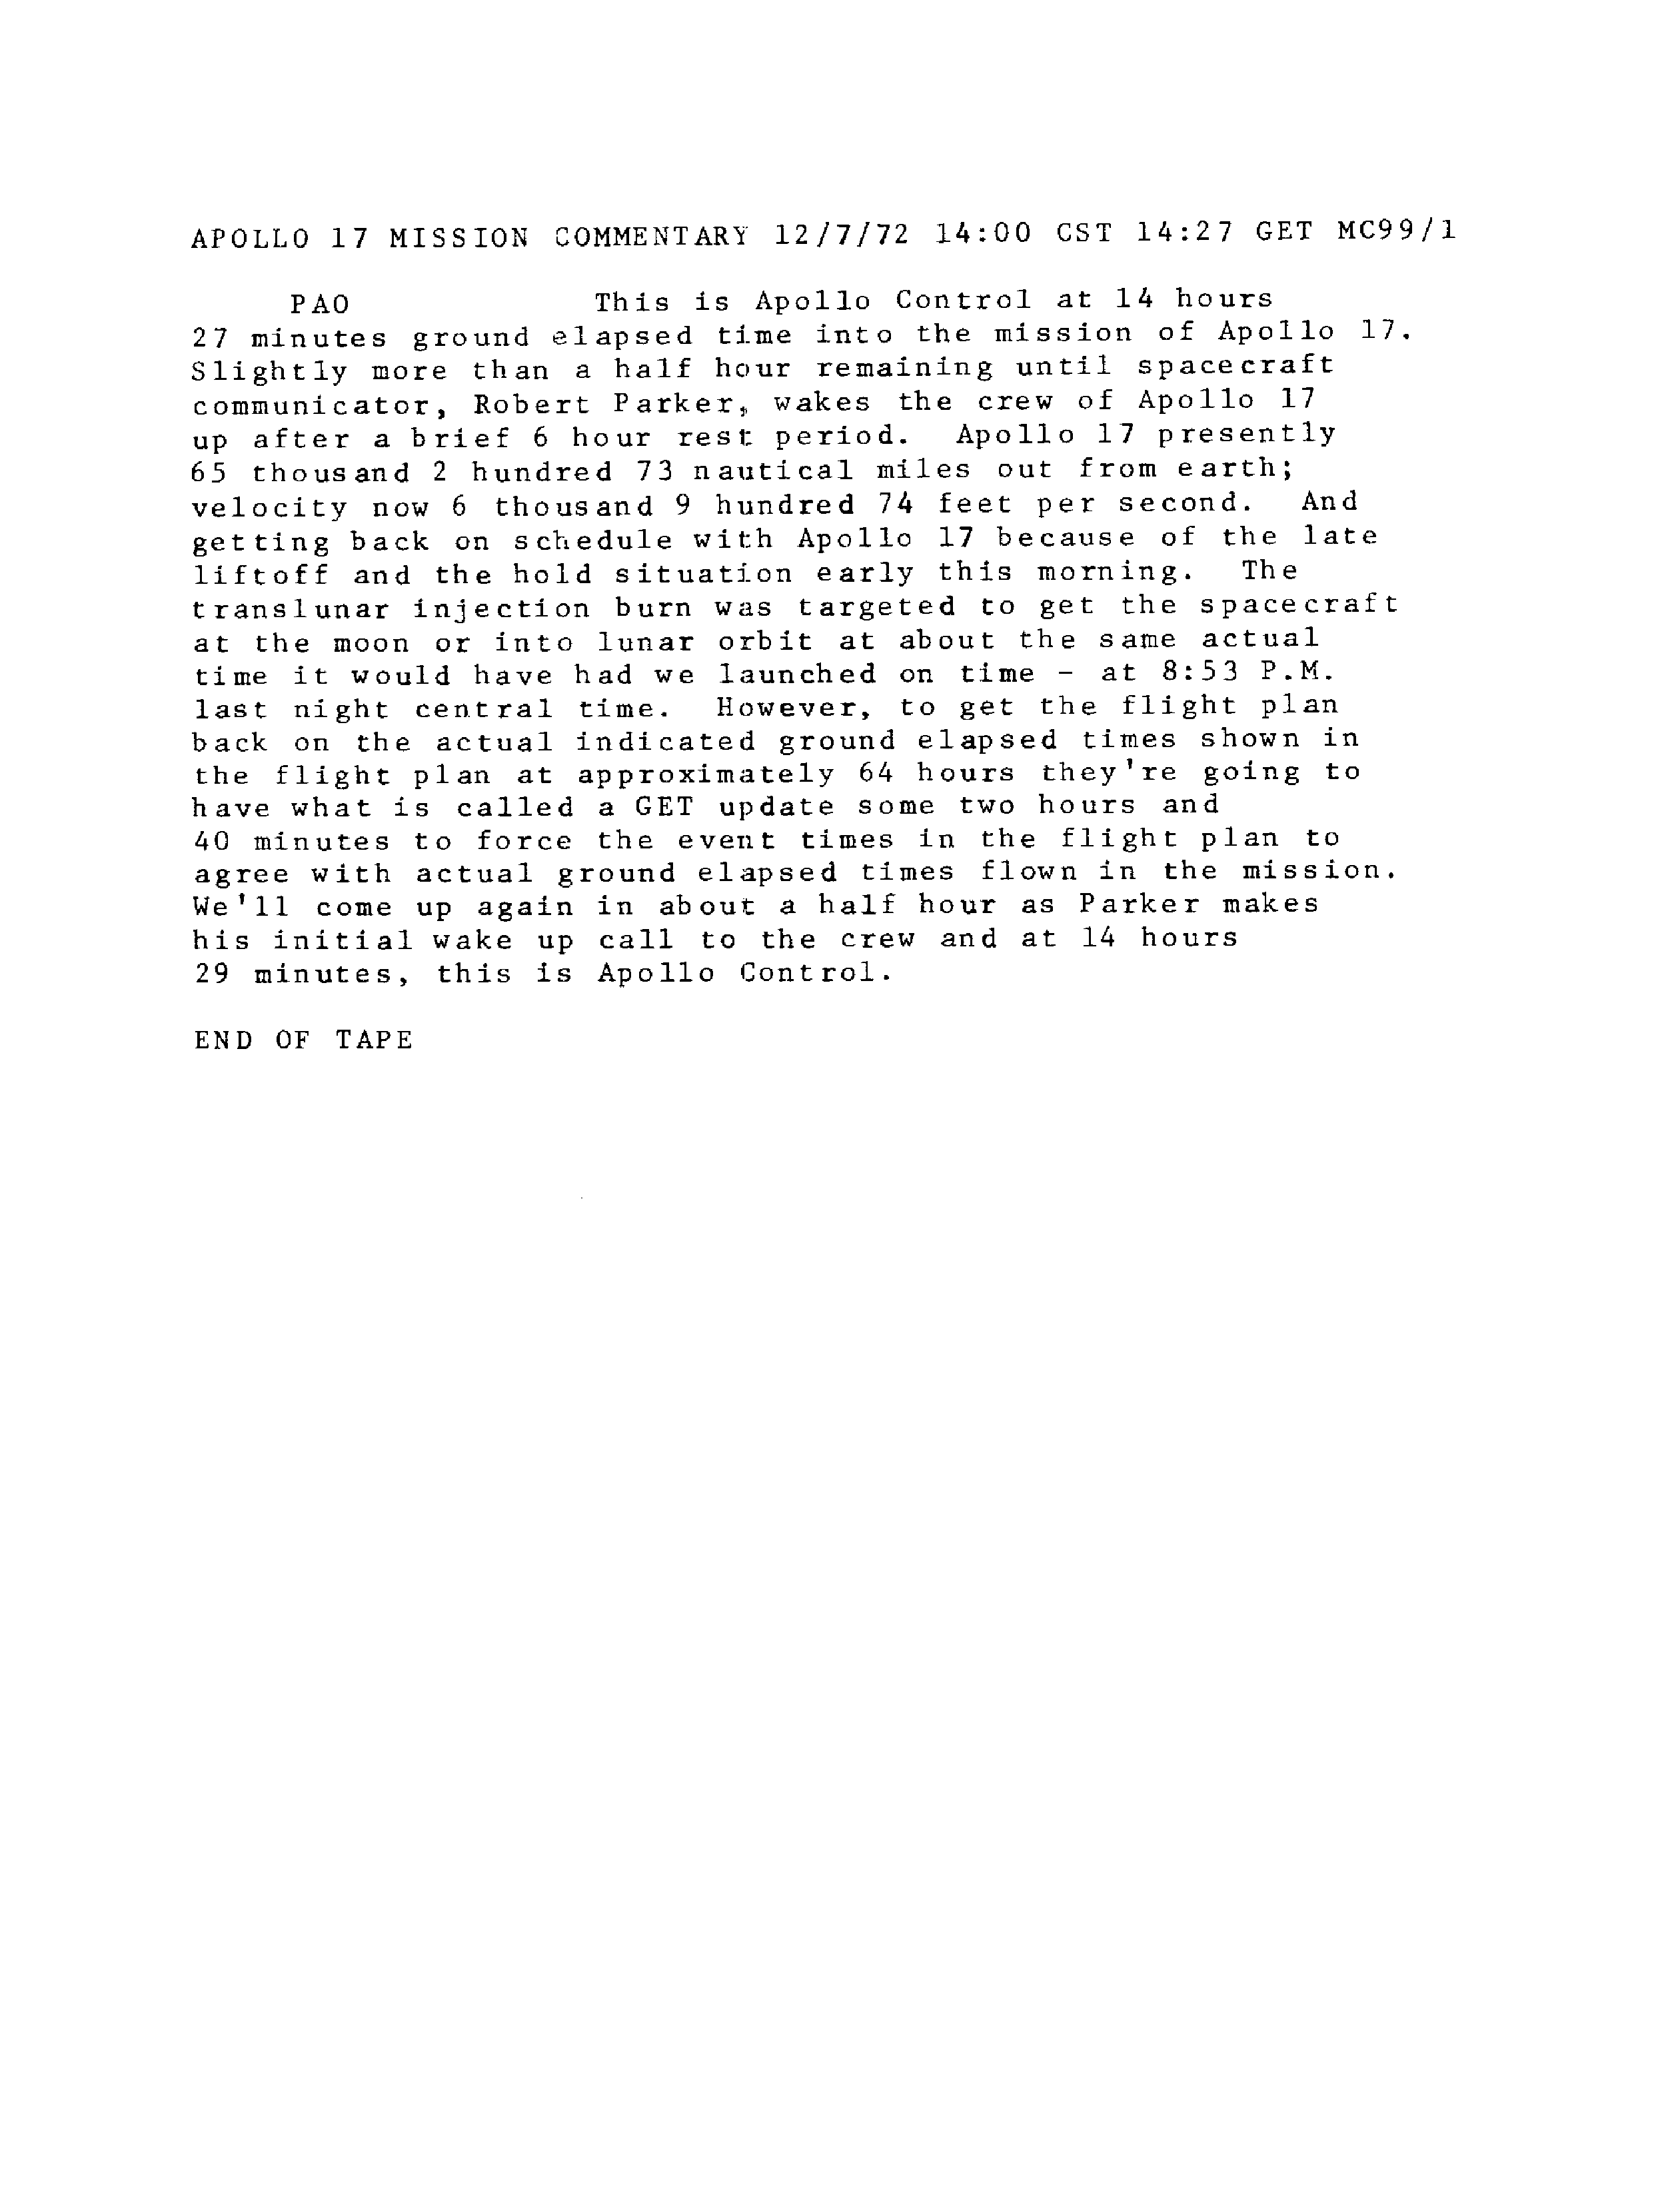 APOLLO 17 MISSION COMMENTARY 12/7/72 14:00 CST 14:27 GET MC99/1
PAO This is Apollo Control at 14 hours
27 minutes ground elapsed time into the mission of Apollo 17.
Slightly more than a half hour remaining until spacecraft
communicator, Robert Parker, wakes the crew of Apollo 17
up after a brief 6 hour rest period. Apollo 17 presently
65 thousand 2 hundred 73 nautical miles out from earth;
velocity now 6 thousand 9 hundred 74 feet per second. And
getting back on schedule with Apollo 17 because of the late
liftoff and the hold situation early this morning. The
translunar injection burn was targeted to get the spacecraft
at the moon or into lunar orbit at about the same actual
time it would have had we launched on time - at 8:53 P.M.
last night central time. However, to get the flight plan
back on the actual indicated ground elapsed times shown in
the flight plan at approximately 64 hours they're going to
have what is called a GET update some two hours and
40 minutes to force the event times in the flight plan to
agree with actual ground elapsed times flown in the mission.
We'll come up again in about a half hour as Parker makes
his initial wake up call to the crew and at 14 hours
29 minutes, this is Apollo Control.
END OF TAPE